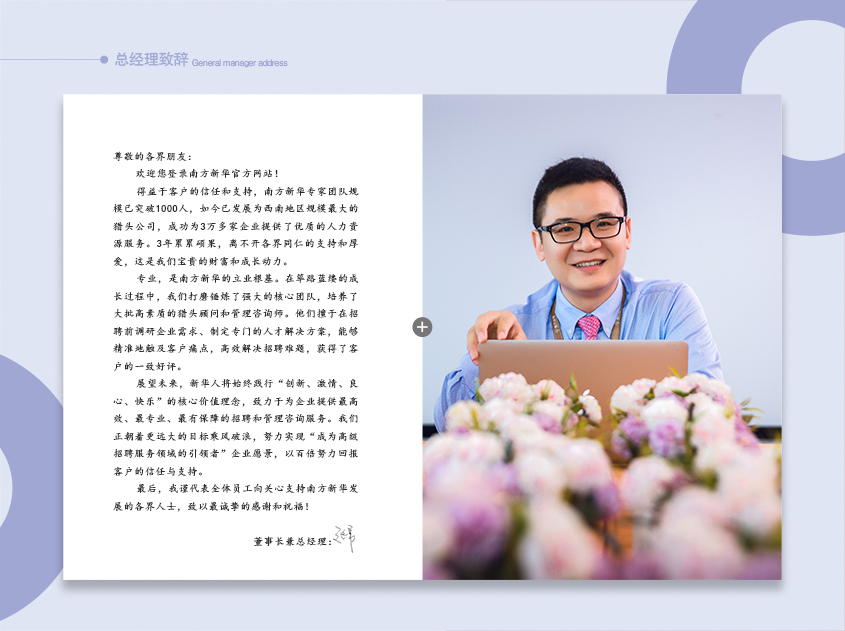 总经理致辞 General manager address
尊敬的各界朋友：
欢迎您登录南方新华官方网站！
得益于客户的信任和支持，南方新华专家团队规
模已突破1000人，如今已发展为西南地区规模最大的
猎头公司，成功为3万多家企业提供了优质的人力资
源服务。3年累累硕果，离不开各界同仁的支持和厚
爱，这是我们宝贵的财富和成长动力。
专业，是南方新华的立业根基。在筚路蓝缕的成
长过程中，我们打磨锤炼了强大的核心团队，培养了
大批高素质的猎头顾问和管理咨询师。他们擅于在招
聘前调研企业需求、制定专门的人才解决方案，能够
精准地触及客户痛点，高效解决招聘难题，获得了客
户的一致好评。
展望未来，新华人将始终践行“创新、激情、良
心、快乐”的核心价值理念，致力于为企业提供最高
效、最专业、最有保障的招聘和管理咨询服务。我们
正朝着更远大的目标乘风破浪，努力实现“成为高级
招聘服务领域的引领者”企业愿景，以百倍努力回报
客户的信任与支持。
最后，我谨代表全体员工向关心支持南方新华发
展的各界人士，致以最诚挚的感谢和祝福！
董事长兼总经理：